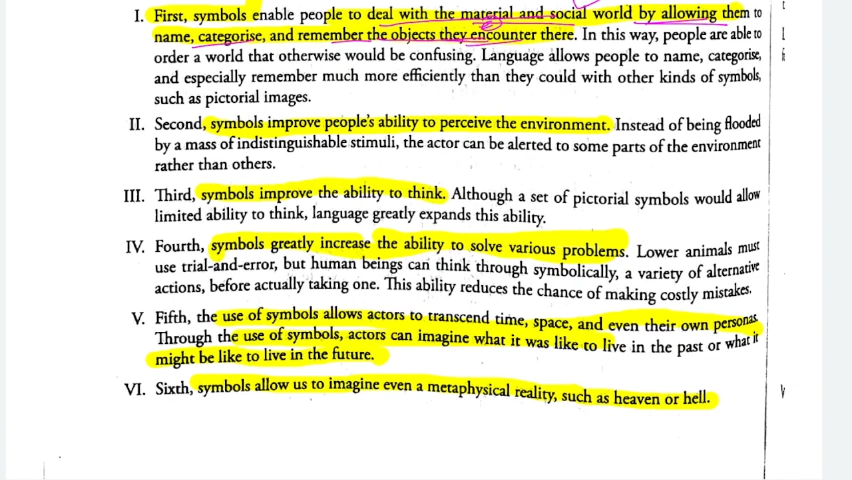 I. First, symbols enable people to deal with the material and social world by allowing them to
name, categorise, and remember the objects they encounter there. In this way, people are able to
order a world that otherwise would be confusing. Language allows people to name, categorise,
and especially remember much more efficiently than they could with other kinds of symbols,
such as pictorial images.
II. Second, symbols improve people's ability to perceive the environment. Instead of being flooded
by a mass of indistinguishable stimuli, the actor can be alerted to some parts of the environment
rather than others.
III. Third, symbols improve the ability to think. Although a set of pictorial symbols would allow
limited ability to think, language greatly expands this ability.
IV. Fourth, symbols greatly increase the ability to solve various problems. Lower animals must
use trial-and-error, but human beings can think through symbolically, a variety of alternative
actions, before actually taking one. This ability reduces the chance of making costly mistakes.
V. Fifth, the use of symbols allows actors to transcend time, space, and even their own personas.
Through the use of symbols, actors can imagine what it was like to live in the past or what it
might be like to live in the future.
VI. Sixth, symbols allow us to imagine even a metaphysical reality, such as heaven or hell.